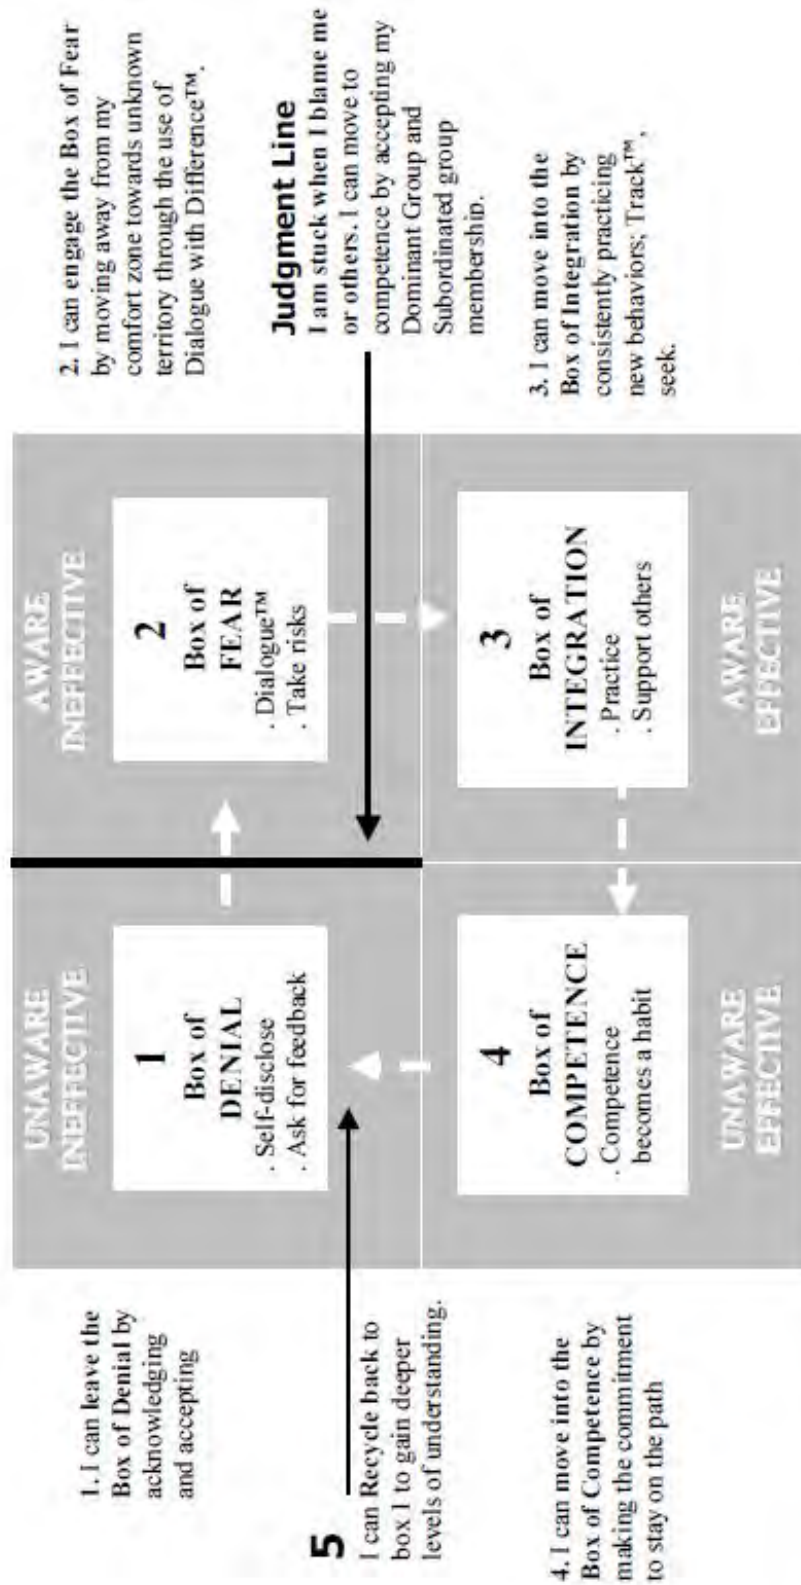 1. I can leave the
Box of Denial by
acknowledging
and accepting
UNAWARE
INEFFECTIVE
1
Box of
DENIAL
. Self-disclose
. Ask for feedback
AWARE
INEFFECTIVE
2
Box of
FEAR
. Dialogue™
. Take risks
2. I can engage the Box of Fear
by moving away from my
comfort zone towards unknown
territory through the use of
Dialogue with Difference™.
Judgment Line
I am stuck when I blame me
or others. I can move to
competence by accepting my
Dominant Group and
Subordinated group
membership.
5
I can Recycle back to
box 1 to gain deeper
levels of understanding.
4. I can move into the
Box of Competence by
making the commitment
to stay on the path
4
Box of
COMPETENCE
. Competence
becomes a habit
UNAWARE
EFFECTIVE
3
Box of
INTEGRATION
. Practice
. Support others
AWARE
EFFECTIVE
3. I can move into the
Box of Integration by
consistently practicing
new behaviors; Track™,
seek.